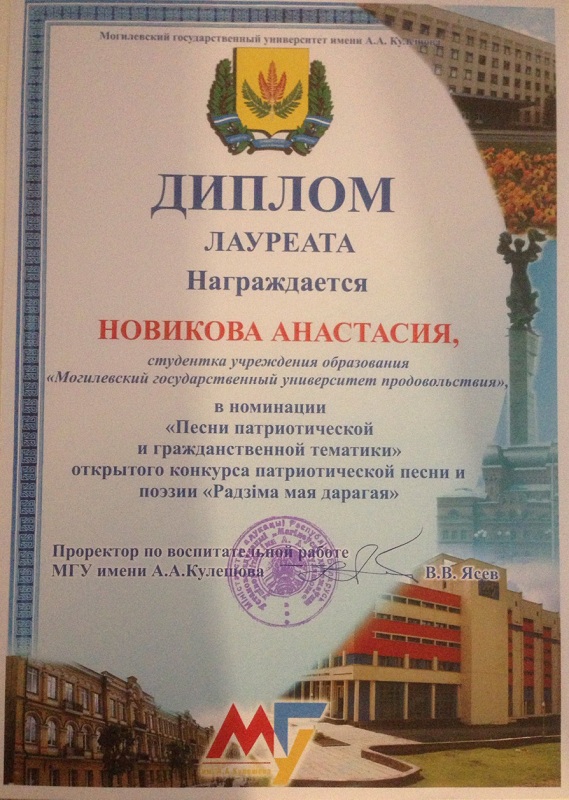 Могилевский государственный университет имени А.А. Кулешова
ДИПЛОМ
ЛАУРЕАТА
Награждается
НОВИКОВА АНАСТАСИЯ,
студентка учреждения образования
«Могилевский государственный университет продовольствия»,
в номинации
«Песни патриотической
и гражданственной тематики»
открытого конкурса патриотической песни и
поэзии «Радзіма мая дарагая»
Проректор по воспитательной работе
МГУ имени А.А.Кулешова В.В. Ясев
МГУ